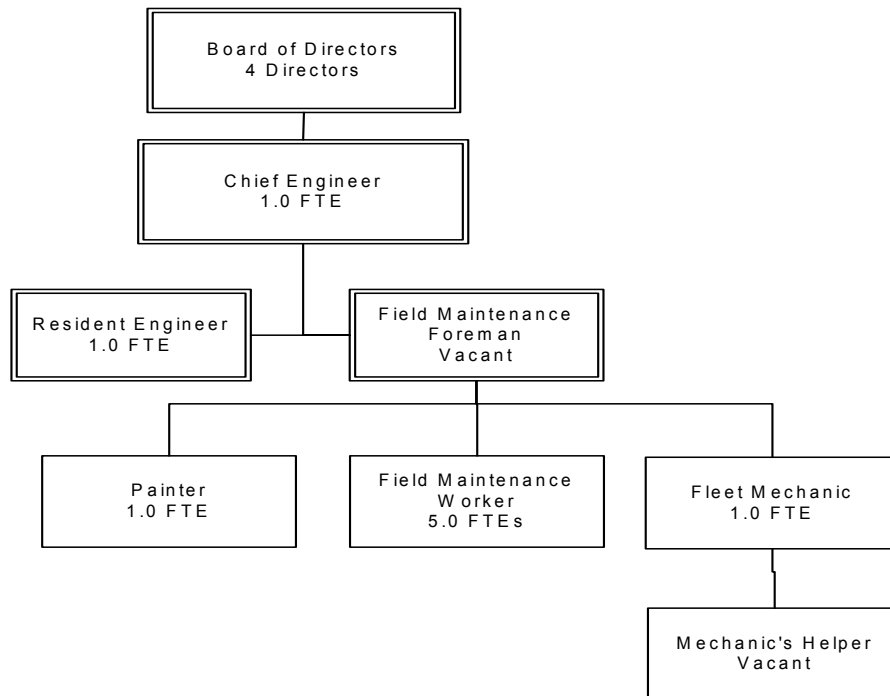 Board of Directors
4 Directors
Chief Engineer
1.0 FTE
Resident Engineer
1.0 FTE
Field Maintenance
Foreman
Vacant
Painter
1.0 FTE
Field Maintenance
Worker
5.0 FTEs
Fleet Mechanic
1.0 FTE
Mechanic's Helper
Vacant